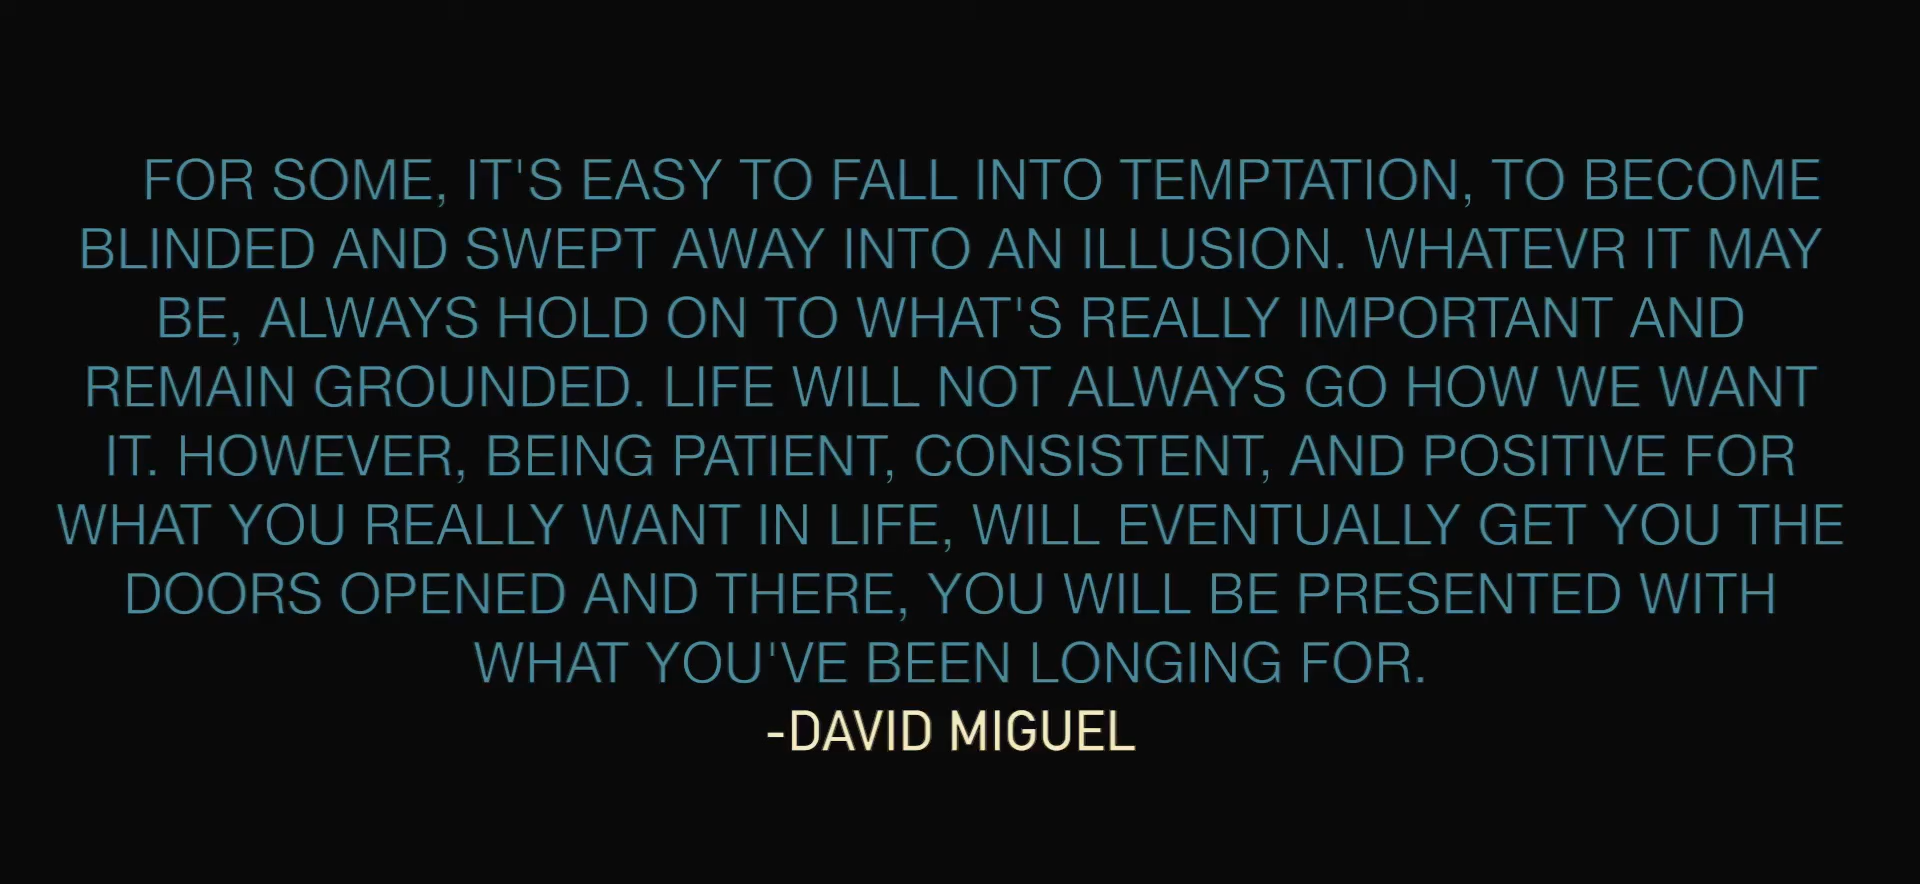 FOR SOME, IT'S EASY TO FALL INTO TEMPTATION, TO BECOME
BLINDED AND SWEPT AWAY INTO AN ILLUSION. WHATEVR IT MAY
BE, ALWAYS HOLD ON TO WHAT'S REALLY IMPORTANT AND
REMAIN GROUNDED. LIFE WILL NOT ALWAYS GO HOW WE WANT
IT. HOWEVER, BEING PATIENT, CONSISTENT, AND POSITIVE FOR
WHAT YOU REALLY WANT IN LIFE, WILL EVENTUALLY GET YOU THE
DOORS OPENED AND THERE, YOU WILL BE PRESENTED WITH
WHAT YOU'VE BEEN LONGING FOR.
-DAVID MIGUEL